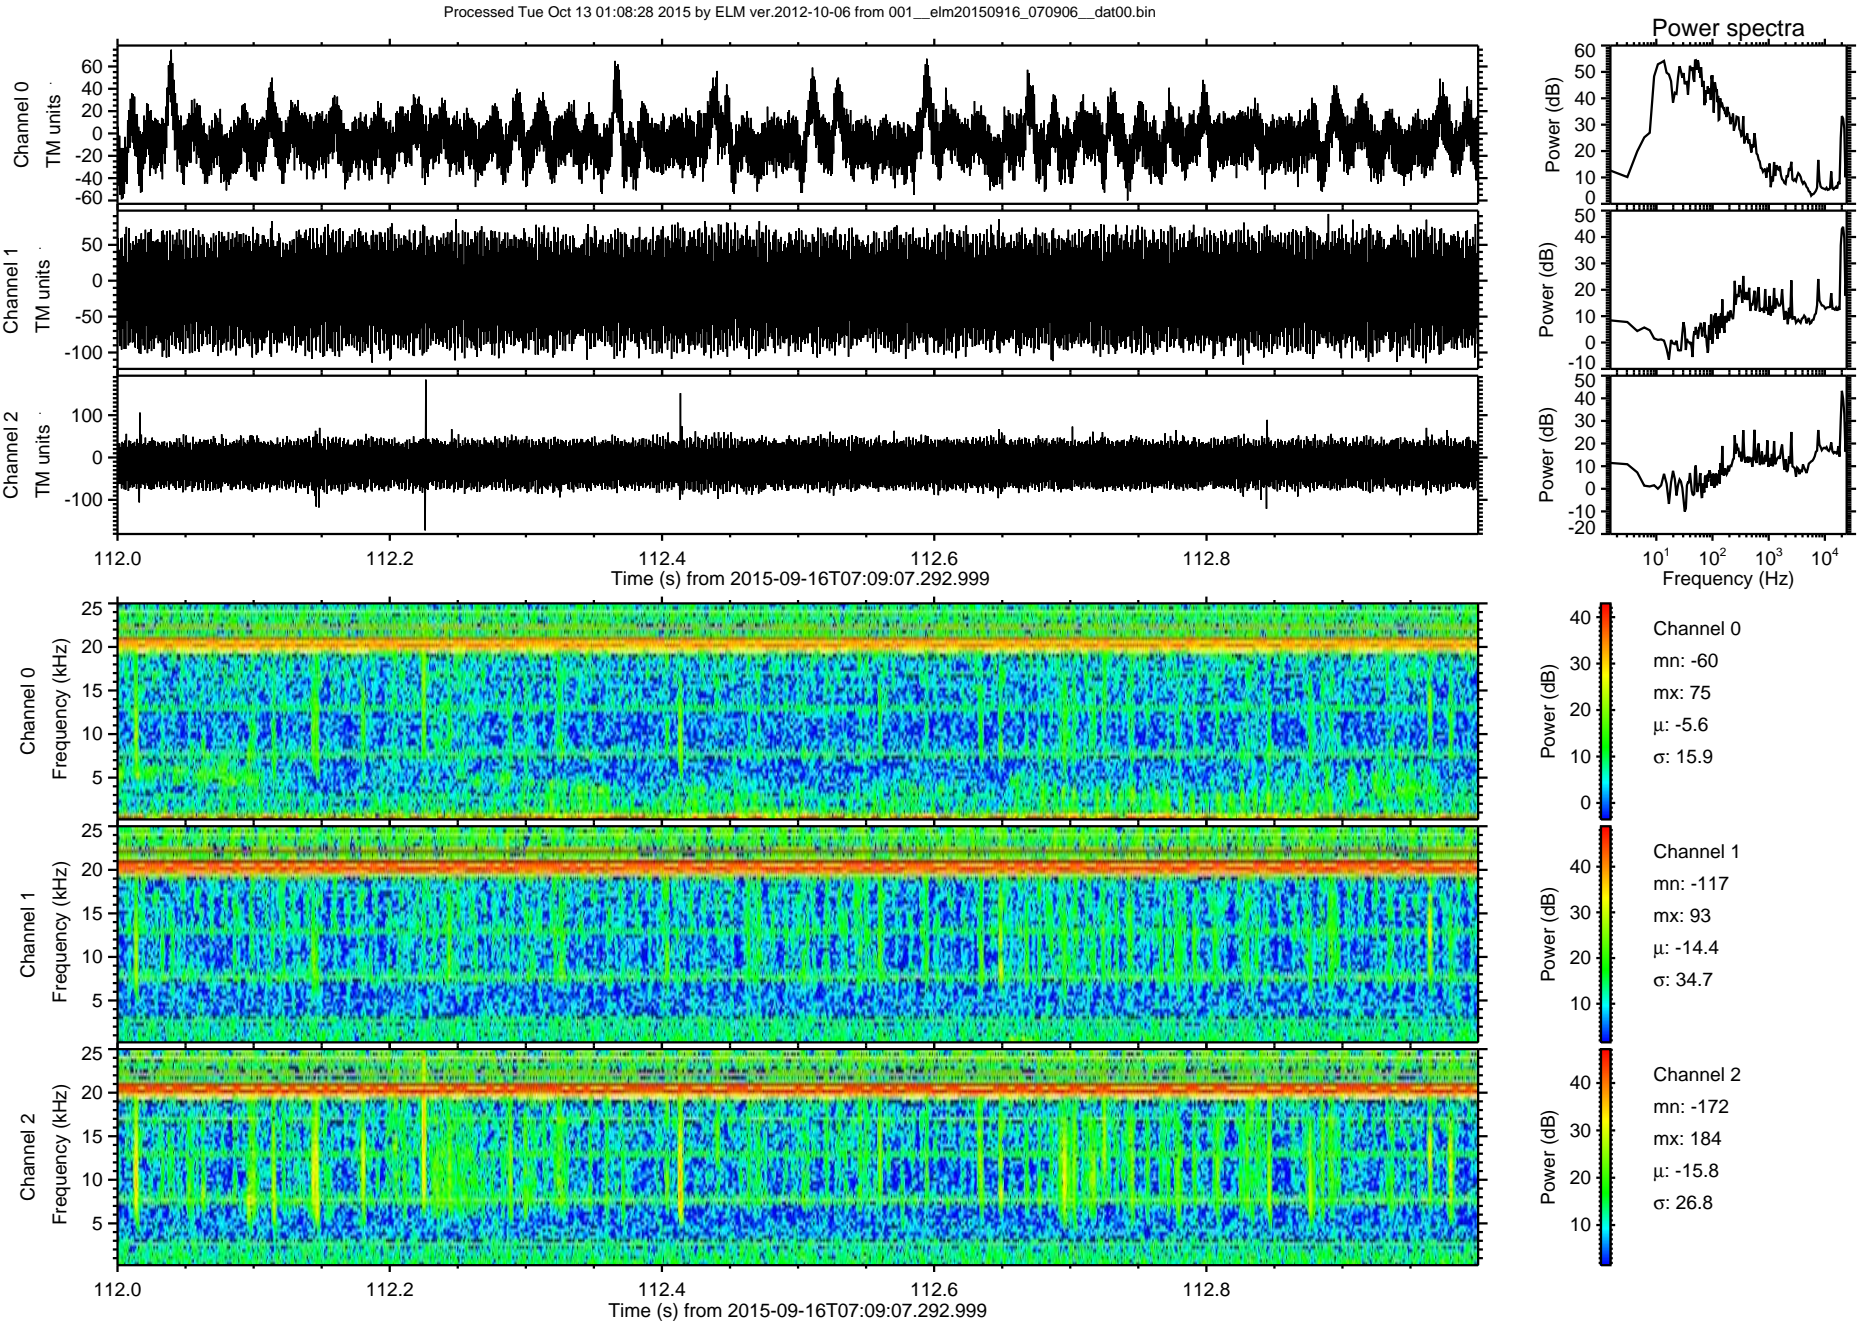 Processed Tue Oct 13 01:08:28 2015 by ELM ver.2012-10-06 from 001__elm20150916_070906__dat00.bin
Power spectra
Channel 0
TM units
60
40
20
0
-20
-40
-60
Power (dB)
60
50
40
30
20
10
0
Channel 1
TM units
50
0
-50
-100
Power (dB)
50
40
30
20
10
0
-10
Channel 2
TM units
100
0
-100
Power (dB)
50
40
30
20
10
0
-10
-20
112.0 112.2 112.4 112.6 112.8
Time (s) from 2015-09-16T07:09:07.292.999
10¹ 10² 10³ 10⁴
Frequency (Hz)
Channel 0
Frequency (kHz)
25
20
15
10
5
Power (dB)
40
30
20
10
0
Channel 0
mn: -60
mx: 75
μ: -5.6
σ: 15.9
Channel 1
Frequency (kHz)
25
20
15
10
5
Power (dB)
40
30
20
10
Channel 1
mn: -117
mx: 93
μ: -14.4
σ: 34.7
Channel 2
Frequency (kHz)
25
20
15
10
5
Power (dB)
40
30
20
10
Channel 2
mn: -172
mx: 184
μ: -15.8
σ: 26.8
112.0 112.2 112.4 112.6 112.8
Time (s) from 2015-09-16T07:09:07.292.999